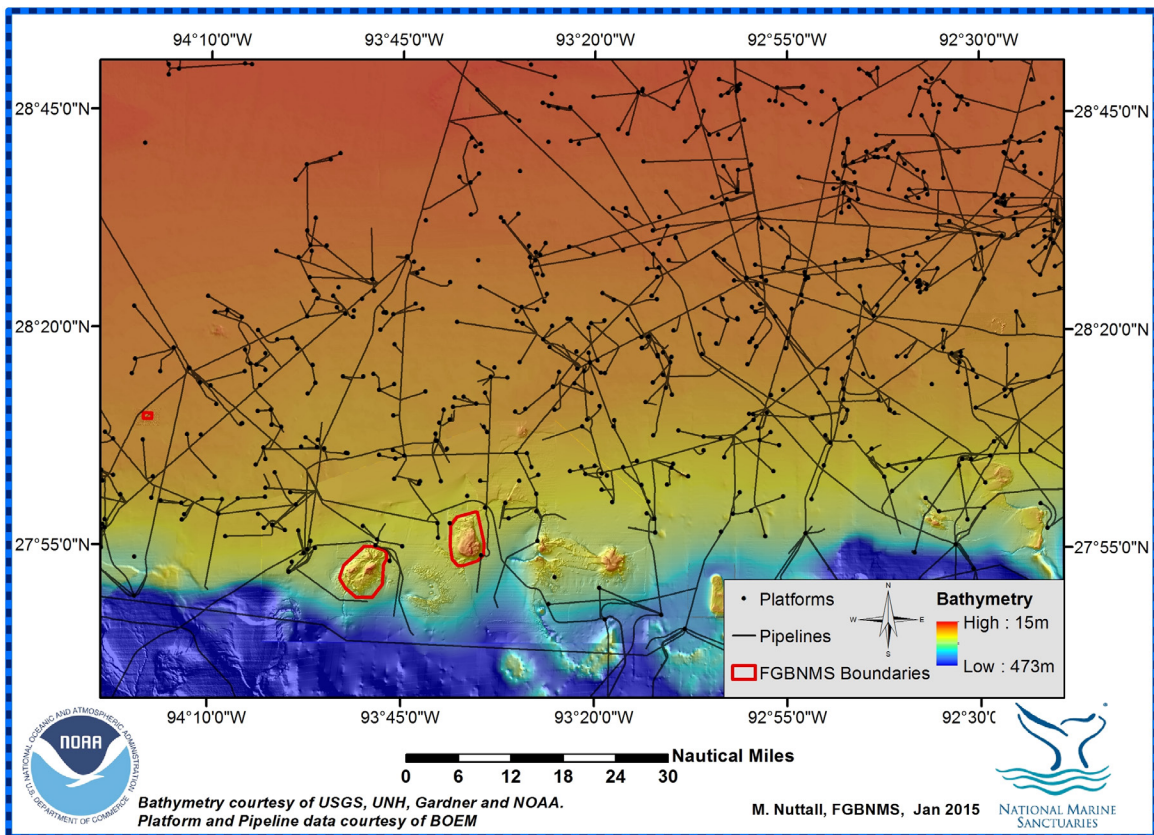 94°10'0"W 93°45'0"W 93°20'0"W 92°55'0"W 92°30'0"W
28°45'0"N 28°45'0"N
28°20'0"N 28°20'0"N
27°55'0"N 27°55'0"N
Platforms
Pipelines
FGBNMS Boundaries
N
W E
S
Bathymetry
High : 15m
Low : 473m
94°10'0"W 93°45'0"W 93°20'0"W 92°55'0"W 92°30'0
Nautical Miles
0 6 12 18 24 30
NATIONAL OCEANIC AND ATMOSPHERIC ADMINISTRATION
NOAA
U.S. DEPARTMENT OF COMMERCE
Bathymetry courtesy of USGS, UNH, Gardner and NOAA.
Platform and Pipeline data courtesy of BOEM
M. Nuttall, FGBNMS, Jan 2015
NATIONAL MARINE
SANCTUARIES